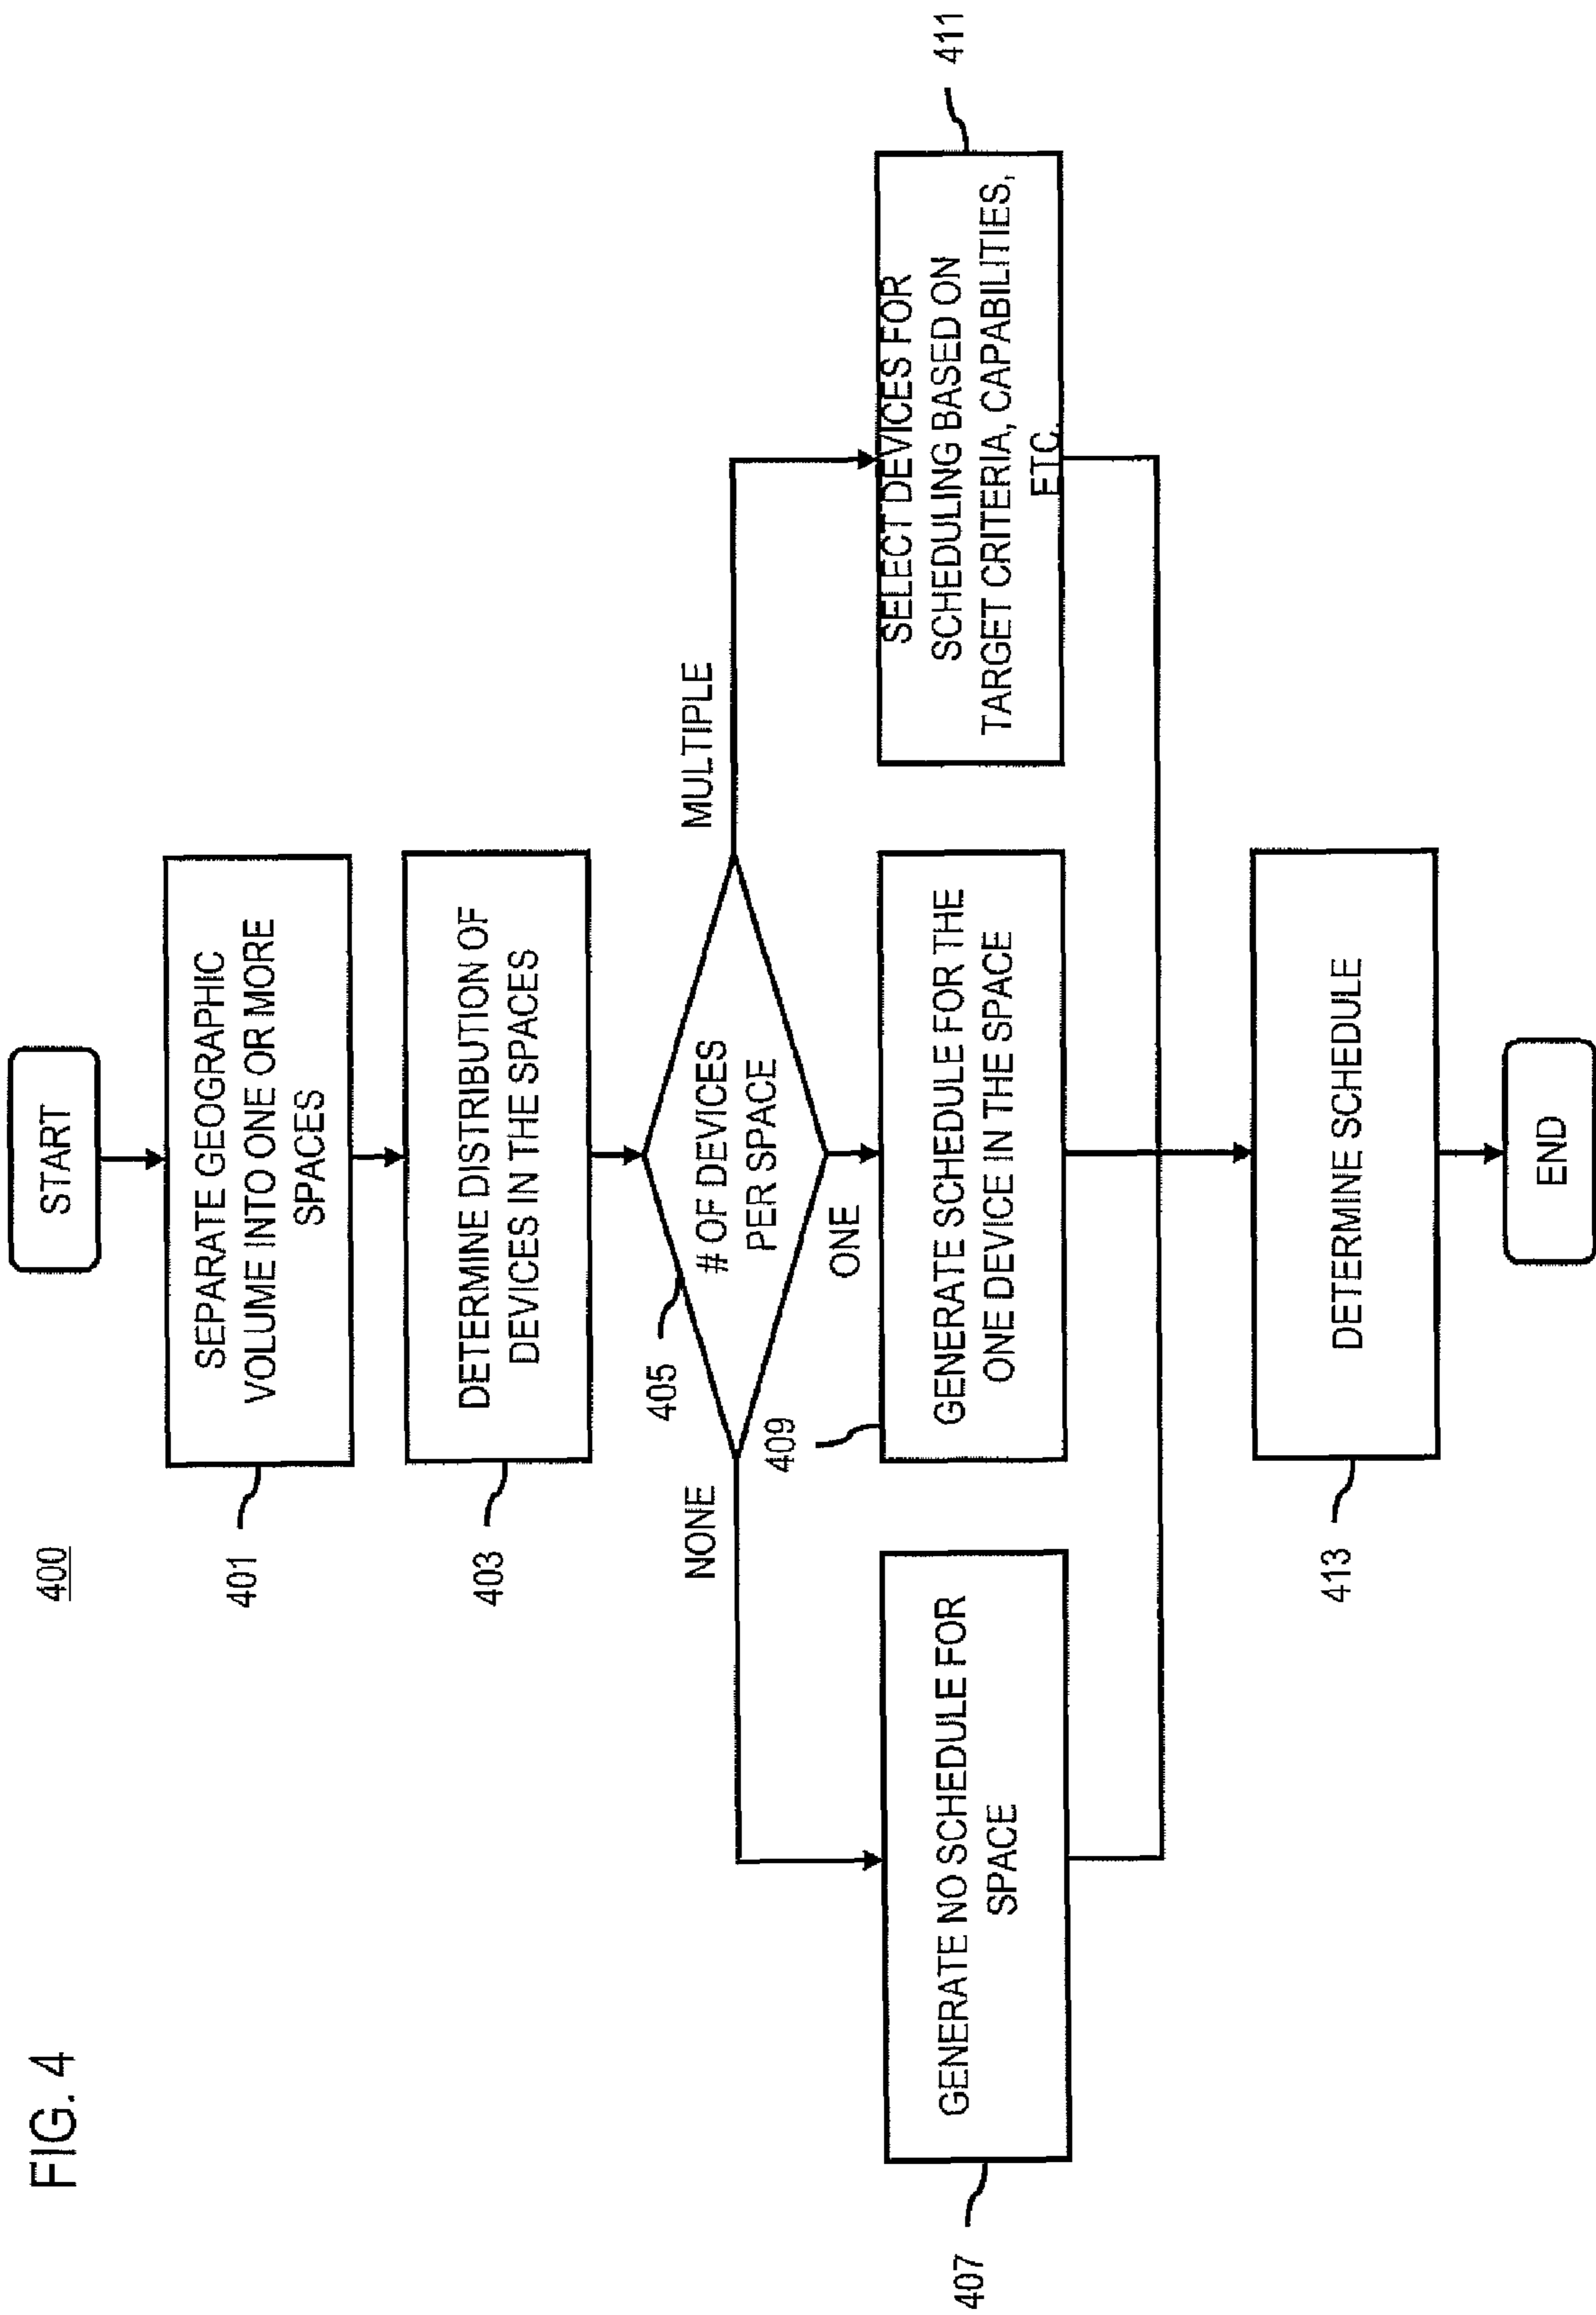 FIG. 4
400
START
SEPARATE GEOGRAPHIC
VOLUME INTO ONE OR MORE
SPACES
401
DETERMINE DISTRIBUTION OF
DEVICES IN THE SPACES
403
# OF DEVICES
PER SPACE
405
NONE
ONE
MULTIPLE
GENERATE NO SCHEDULE FOR
SPACE
407
GENERATE SCHEDULE FOR THE
ONE DEVICE IN THE SPACE
409
SELECT DEVICES FOR
SCHEDULING BASED ON
TARGET CRITERIA, CAPABILITIES,
ETC.
411
DETERMINE SCHEDULE
413
END